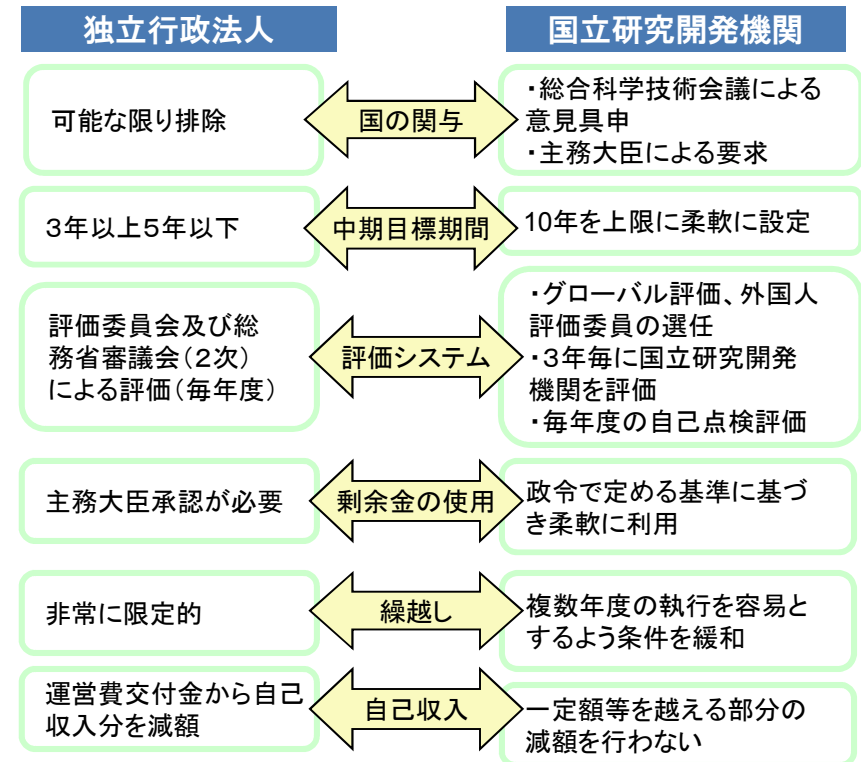 独立行政法人
国立研究開発機関
可能な限り排除
国の関与
・総合科学技術会議による
意見具申
・主務大臣による要求
3年以上5年以下
中期目標期間
10年を上限に柔軟に設定
評価委員会及び総
務省審議会(2次)
による評価(毎年度)
評価システム
・グローバル評価、外国人
評価委員の選任
・3年毎に国立研究開発
機関を評価
・毎年度の自己点検評価
主務大臣承認が必要
剰余金の使用
政令で定める基準に基づ
き柔軟に利用
非常に限定的
繰越し
複数年度の執行を容易と
するよう条件を緩和
運営費交付金から自己
収入分を減額
自己収入
一定額等を越える部分の
減額を行わない